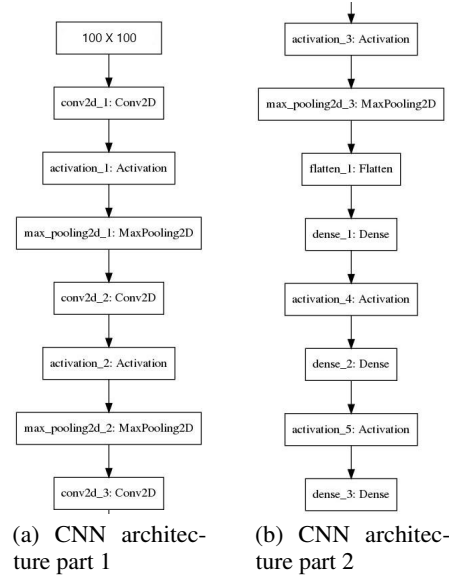 100 X 100
conv2d_1: Conv2D
activation_1: Activation
max_pooling2d_1: MaxPooling2D
conv2d_2: Conv2D
activation_2: Activation
max_pooling2d_2: MaxPooling2D
conv2d_3: Conv2D
(a) CNN architec-
ture part 1
activation_3: Activation
max_pooling2d_3: MaxPooling2D
flatten_1: Flatten
dense_1: Dense
activation_4: Activation
dense_2: Dense
activation_5: Activation
dense_3: Dense
(b) CNN architec-
ture part 2